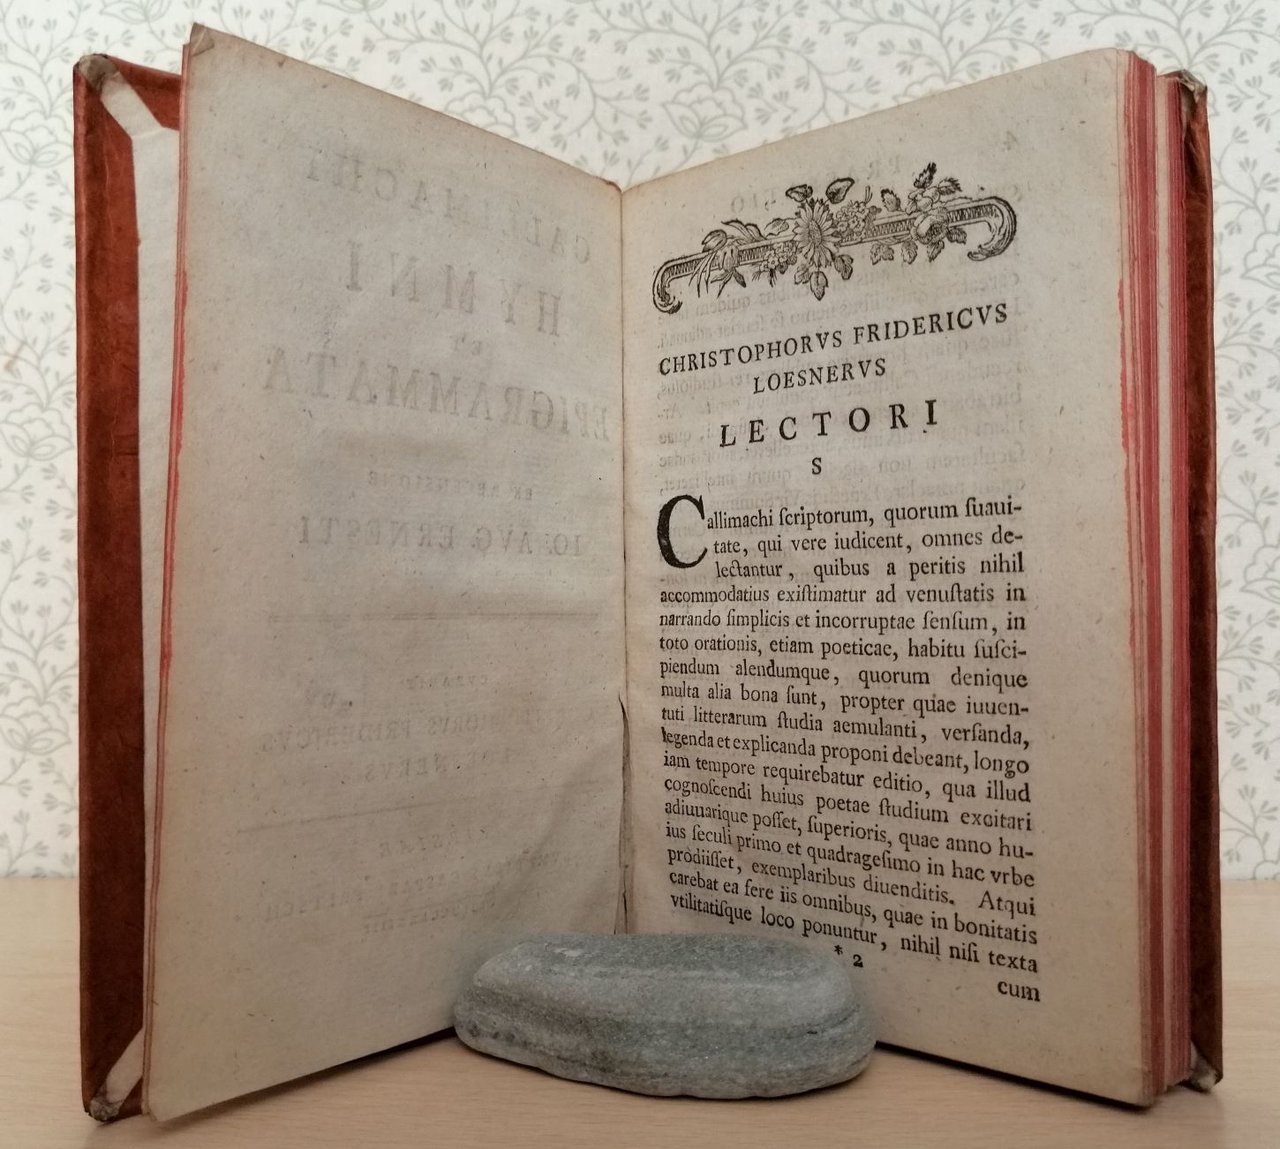 CHRISTOPHORVS FRIDERICVS
LOESNERVS
LECTORI
S
Callimachi ſcriptorum, quorum ſuaui-
tate, qui vere iudicent, omnes de-
lectantur, quibus a peritis nihil
accommodatius exiſtimatur ad venuſtatis in
narrando ſimplicis et incorruptae ſenſum, in
toto orationis, etiam poeticae, habitu ſuſci-
piendum alendumque, quorum denique
multa alia bona ſunt, propter quae iuuen-
tuti litterarum ſtudia aemulanti, verſanda,
legenda et explicanda proponi debeant, longo
iam tempore requirebatur editio, qua illud
cognoſcendi huius poetae ſtudium excitari
adiuuarique poſſet, ſuperioris, quae anno hu-
ius ſeculi primo et quadrageſimo in hac vrbe
prodiiſſet, exemplaribus diuenditis. Atqui
carebat ea fere iis omnibus, quae in bonitatis
vtilitatiſque loco ponuntur, nihil niſi texta
* 2
cum